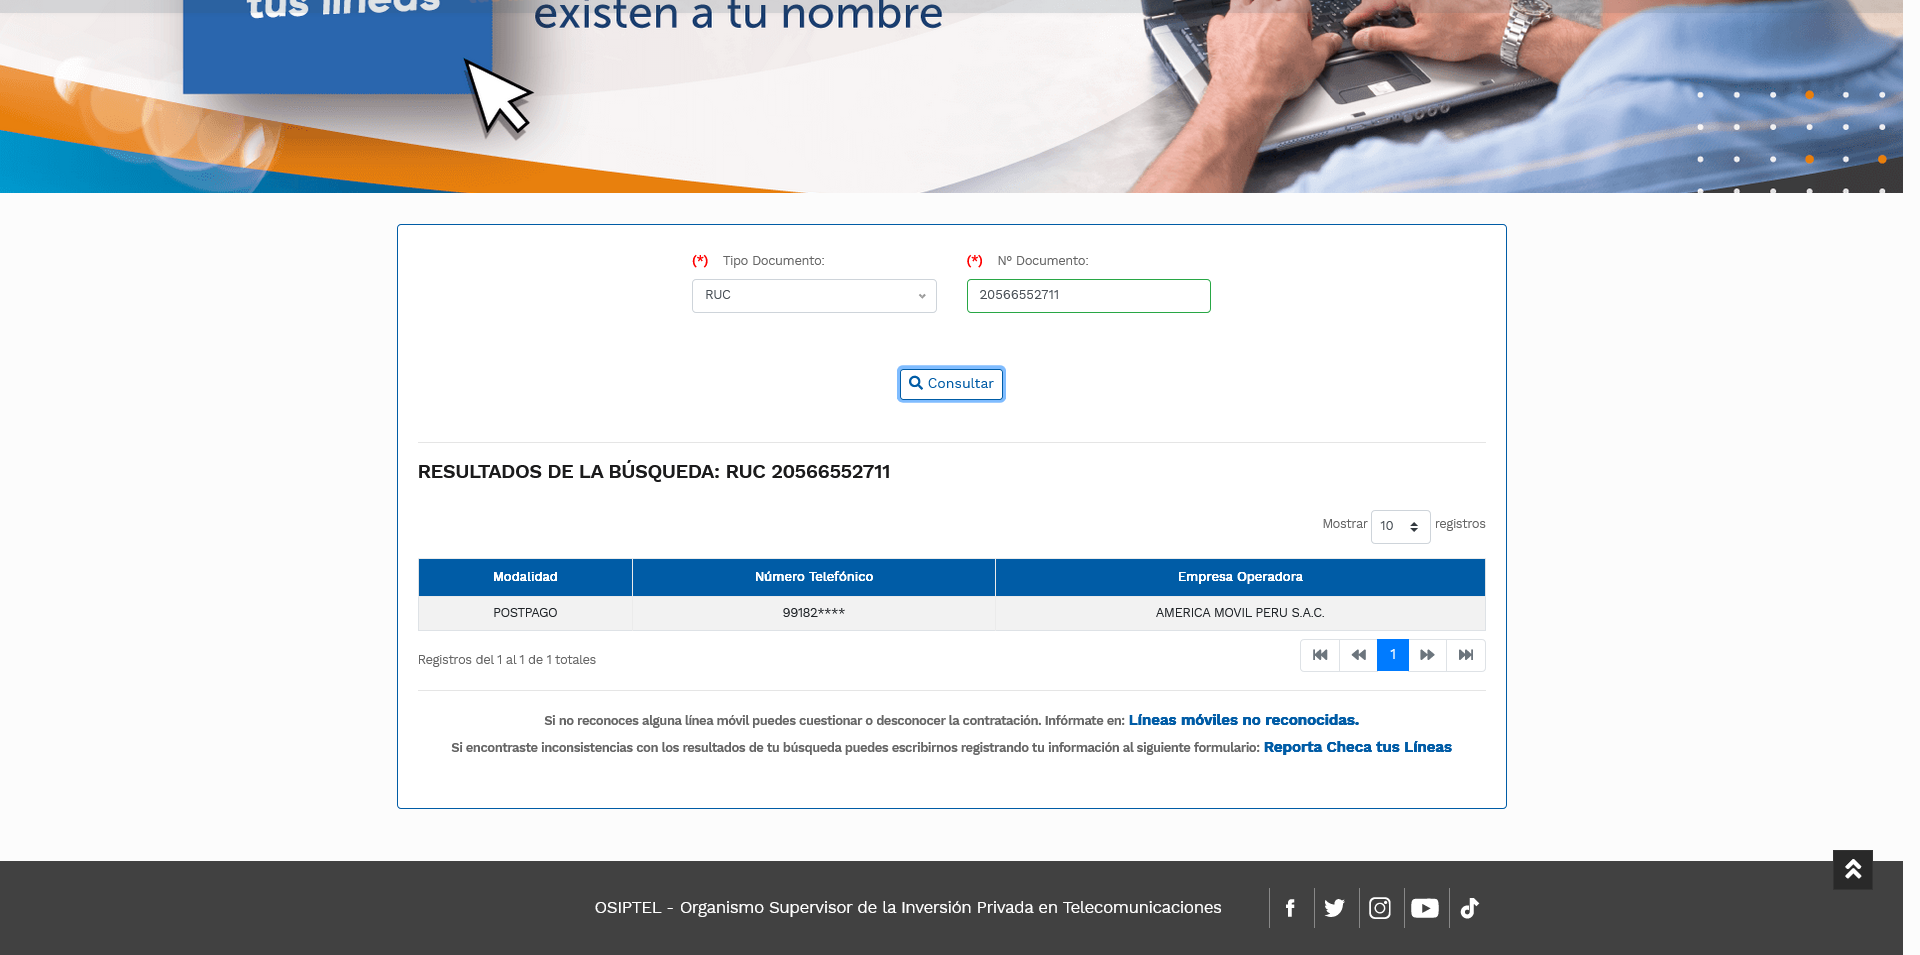 tus líneas
existen a tu nombre
(*) Tipo Documento:
(*) Nº Documento:
RUC
20566552711
Consultar
RESULTADOS DE LA BÚSQUEDA: RUC 20566552711
Mostrar 10 registros
Modalidad Número Telefónico Empresa Operadora
POSTPAGO 99182**** AMERICA MOVIL PERU S.A.C.
Registros del 1 al 1 de 1 totales
1
Si no reconoces alguna línea móvil puedes cuestionar o desconocer la contratación. Infórmate en: Líneas móviles no reconocidas.
Si encontraste inconsistencias con los resultados de tu búsqueda puedes escribirnos registrando tu información al siguiente formulario: Reporta Checa tus Líneas
OSIPTEL - Organismo Supervisor de la Inversión Privada en Telecomunicaciones